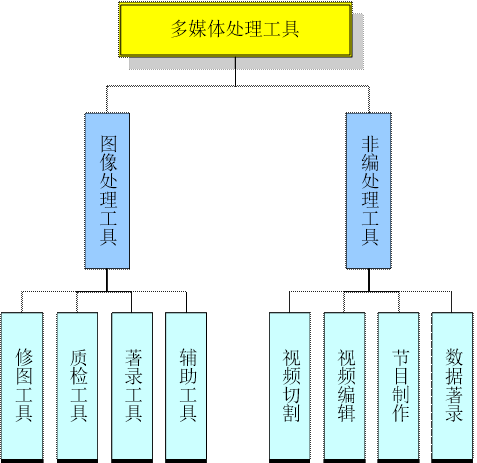 多媒体处理工具
图像处理工具
非编处理工具
修图工具
质检工具
著录工具
辅助工具
视频切割
视频编辑
节目制作
数据著录